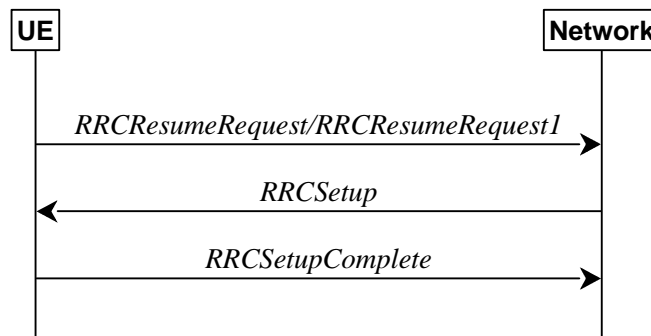 UE
Network
RRCResumeRequest/RRCResumeRequest1
RRCSetup
RRCSetupComplete